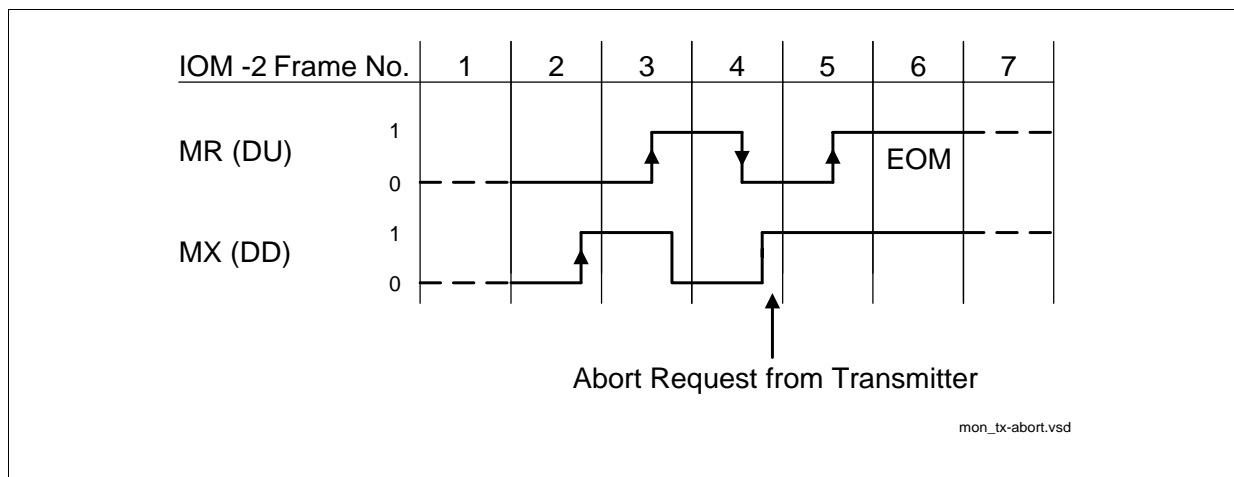 IOM -2 Frame No. 1 2 3 4 5 6 7
1
MR (DU)
0
EOM
1
MX (DD)
0
Abort Request from Transmitter
mon_tx-abort.vsd